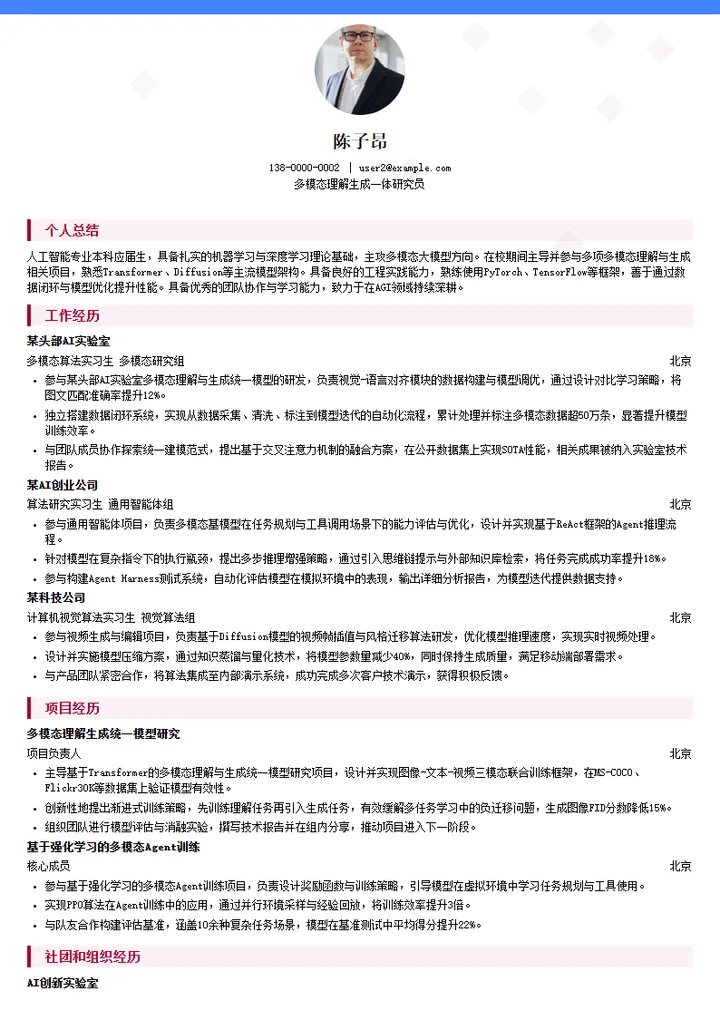 陈子昂
138-0000-0002 | user2@example.com
多模态理解生成一体研究员
个人总结
人工智能专业本科应届生，具备扎实的机器学习与深度学习理论基础，主攻多模态大模型方向。在校期间主导并参与多项多模态理解与生成
相关项目，熟悉Transformer、Diffusion等主流模型架构。具备良好的工程实践能力，熟练使用PyTorch、TensorFlow等框架，善于通过数
据闭环与模型优化提升性能。具备优秀的团队协作与学习能力，致力于在AGI领域持续深耕。
工作经历
某头部AI实验室
多模态算法实习生 多模态研究组 北京
• 参与某头部AI实验室多模态理解与生成统一模型的研发，负责视觉-语言对齐模块的数据构建与模型调优，通过设计对比学习策略，将
图文匹配准确率提升12%。
• 独立搭建数据闭环系统，实现从数据采集、清洗、标注到模型迭代的自动化流程，累计处理并标注多模态数据超50万条，显著提升模型
训练效率。
• 与团队成员协作探索统一建模范式，提出基于交叉注意力机制的融合方案，在公开数据集上实现SOTA性能，相关成果被纳入实验室技术
报告。
某AI创业公司
算法研究实习生 通用智能体组 北京
• 参与通用智能体项目，负责多模态基模型在任务规划与工具调用场景下的能力评估与优化，设计并实现基于ReAct框架的Agent推理流
程。
• 针对模型在复杂指令下的执行瓶颈，提出多步推理增强策略，通过引入思维链提示与外部知识库检索，将任务完成成功率提升18%。
• 参与构建Agent Harness测试系统，自动化评估模型在模拟环境中的表现，输出详细分析报告，为模型迭代提供数据支持。
某科技公司
计算机视觉算法实习生 视觉算法组 北京
• 参与视频生成与编辑项目，负责基于Diffusion模型的视频帧插值与风格迁移算法研发，优化模型推理速度，实现实时视频处理。
• 设计并实施模型压缩方案，通过知识蒸馏与量化技术，将模型参数量减少40%，同时保持生成质量，满足移动端部署需求。
• 与产品团队紧密合作，将算法集成至内部演示系统，成功完成多次客户技术演示，获得积极反馈。
项目经历
多模态理解生成统一模型研究
项目负责人 北京
• 主导基于Transformer的多模态理解与生成统一模型研究项目，设计并实现图像-文本-视频三模态联合训练框架，在MS-COCO、
Flickr30K等数据集上验证模型有效性。
• 创新性地提出渐进式训练策略，先训练理解任务再引入生成任务，有效缓解多任务学习中的负迁移问题，生成图像FID分数降低15%。
• 组织团队进行模型评估与消融实验，撰写技术报告并在组内分享，推动项目进入下一阶段。
基于强化学习的多模态Agent训练
核心成员 北京
• 参与基于强化学习的多模态Agent训练项目，负责设计奖励函数与训练策略，引导模型在虚拟环境中学习任务规划与工具使用。
• 实现PPO算法在Agent训练中的应用，通过并行环境采样与经验回放，将训练效率提升3倍。
• 与队友合作构建评估基准，涵盖10余种复杂任务场景，模型在基准测试中平均得分提升22%。
社团和组织经历
AI创新实验室